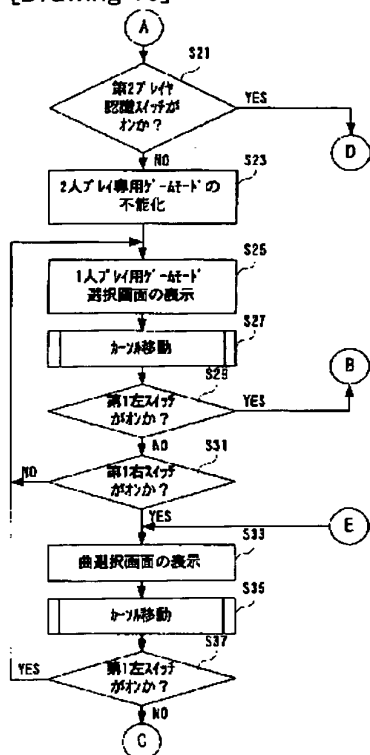 A
S21
第2プレイヤ
認識スイッチが
オンか？
YES
D
NO
S23
2人プレイ専用ゲームモードの
不能化
S25
1人プレイ用ゲームモード
選択画面の表示
S27
カーソル移動
S29
第1左スイッチ
がオンか？
YES
B
NO
S31
第1右スイッチ
がオンか？
NO
YES
E
S33
曲選択画面の表示
S35
カーソル移動
S37
第1左スイッチ
がオンか？
YES
NO
C